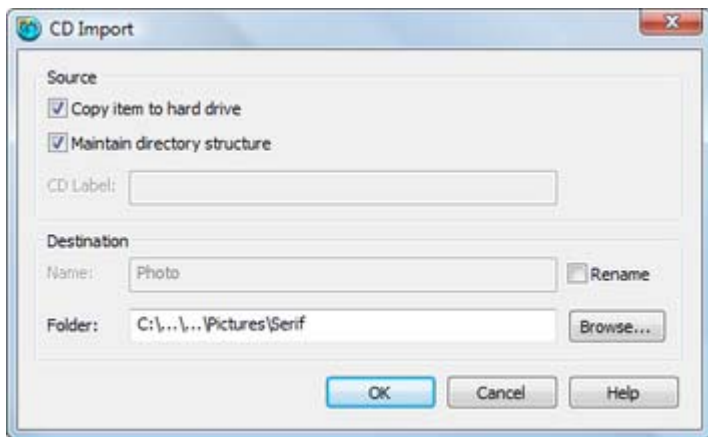 CD Import
Source
Copy item to hard drive
Maintain directory structure
CD Label:
Destination
Name: Photo Rename
Folder: C:\...\...\Pictures\Serif Browse...
OK Cancel Help